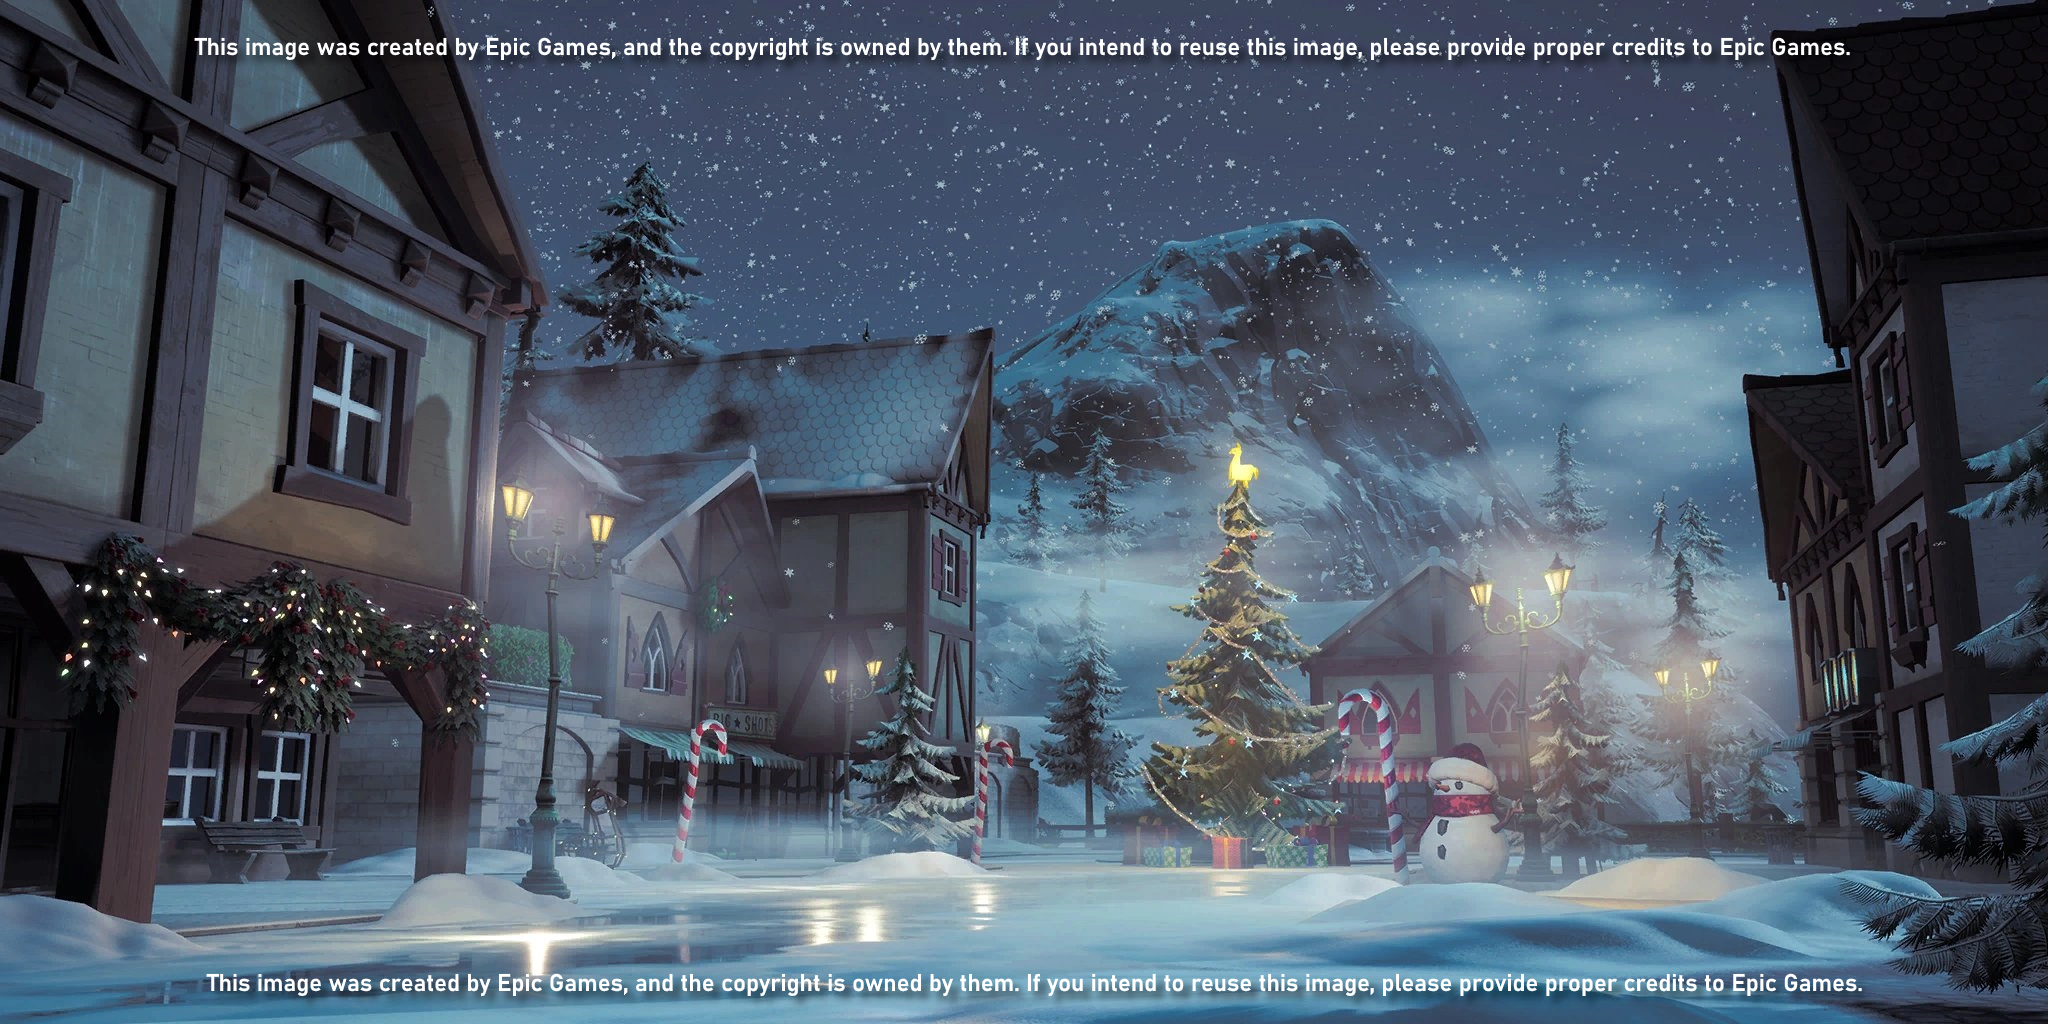 This image was created by Epic Games, and the copyright is owned by them. If you intend to reuse this image, please provide proper credits to Epic Games.
BIG ★ SHOTS
This image was created by Epic Games, and the copyright is owned by them. If you intend to reuse this image, please provide proper credits to Epic Games.